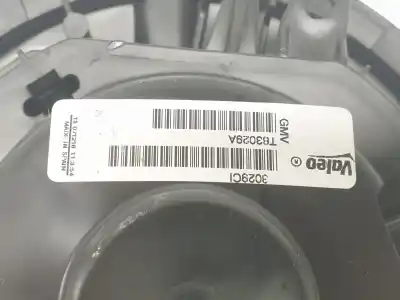 Valeo ®
GMV
T83029A
3029CI
MADE IN SPAIN